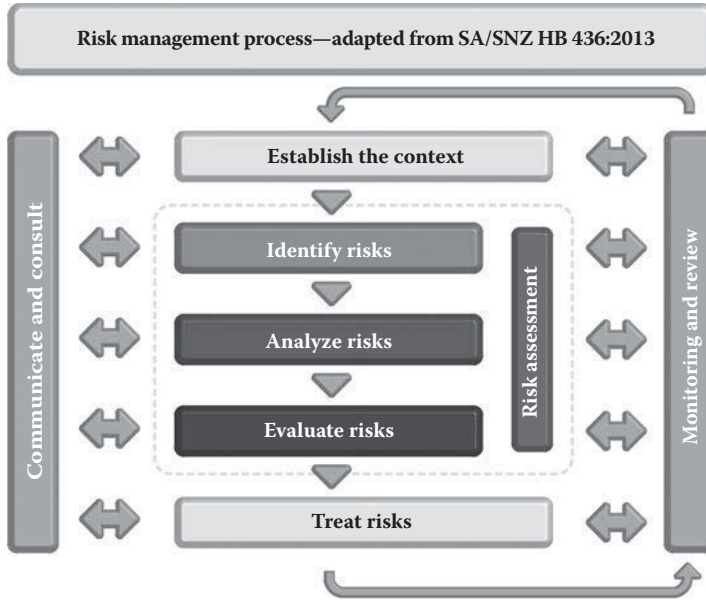 Risk management process—adapted from SA/SNZ HB 436:2013
Communicate and consult
Establish the context
Identify risks
Analyze risks
Evaluate risks
Risk assessment
Treat risks
Monitoring and review